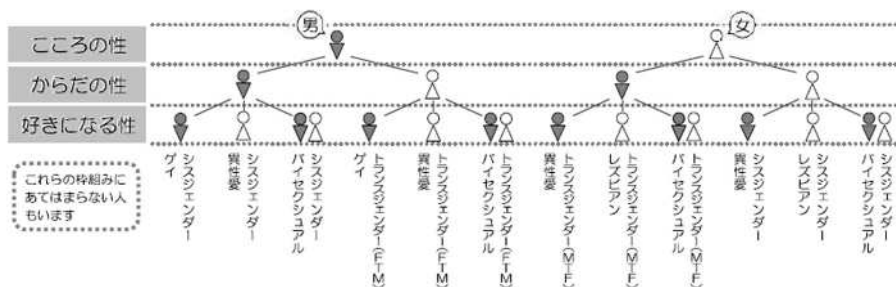 男
女
こころの性
からだの性
好きになる性
シスジェンダー
ゲイ
シスジェンダー
異性愛
シスジェンダー
バイセクシュアル
トランスジェンダー(FTM)
ゲイ
トランスジェンダー(FTM)
異性愛
トランスジェンダー(FTM)
バイセクシュアル
トランスジェンダー(MTF)
異性愛
トランスジェンダー(MTF)
レズビアン
トランスジェンダー(MTF)
バイセクシュアル
シスジェンダー
異性愛
シスジェンダー
レズビアン
シスジェンダー
バイセクシュアル
これらの枠組みに
あてはまらない人
もいます